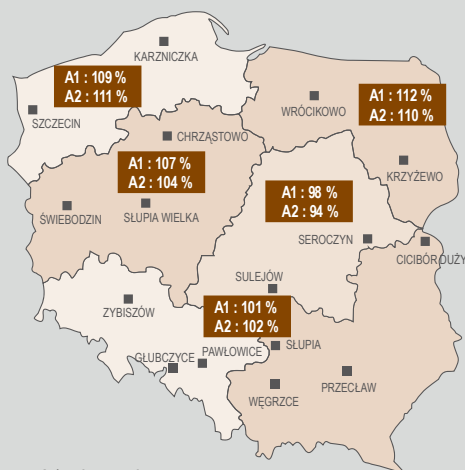 KARZNICZKA
A1 : 109 %
A2 : 111 %
SZCZECIN
WRÓCIKOWO
A1 : 112 %
A2 : 110 %
CHRZĄSTOWO
A1 : 107 %
A2 : 104 %
KRZYŻEWO
ŚWIEBODZIN
SŁUPIA WIELKA
A1 : 98 %
A2 : 94 %
SEROCZYN
CICIBÓR DUŻY
SULEJÓW
ZYBISZÓW
A1 : 101 %
A2 : 102 %
GŁUBCZYCE
PAWŁOWICE
SŁUPIA
PRZECŁAW
WĘGRZCE